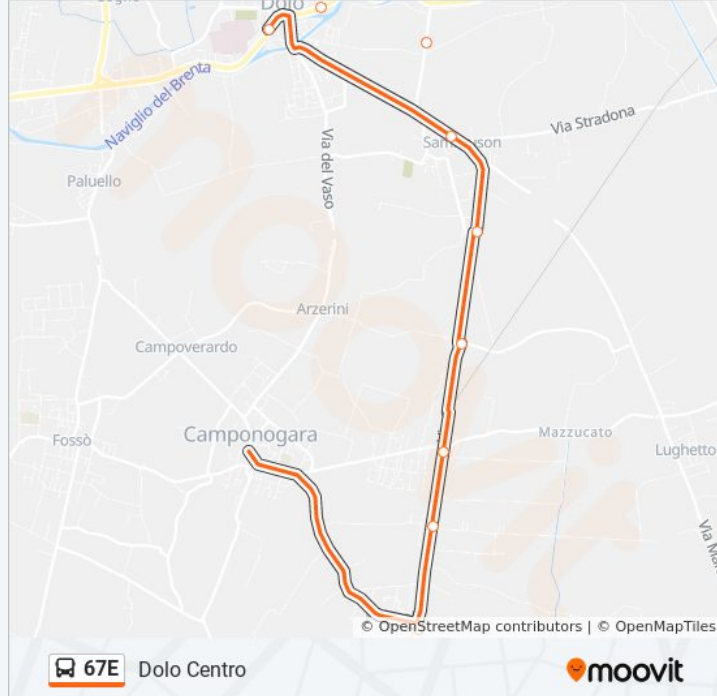 Dolo
Naviglio del Brenta
Via Stradona
Via del Vaso
Paluello
Arzerini
Campoverardo
Camponogara
Fossò
Mazzucato
Lughetto
© OpenStreetMap contributors | © OpenMapTiles
67E Dolo Centro
moovit